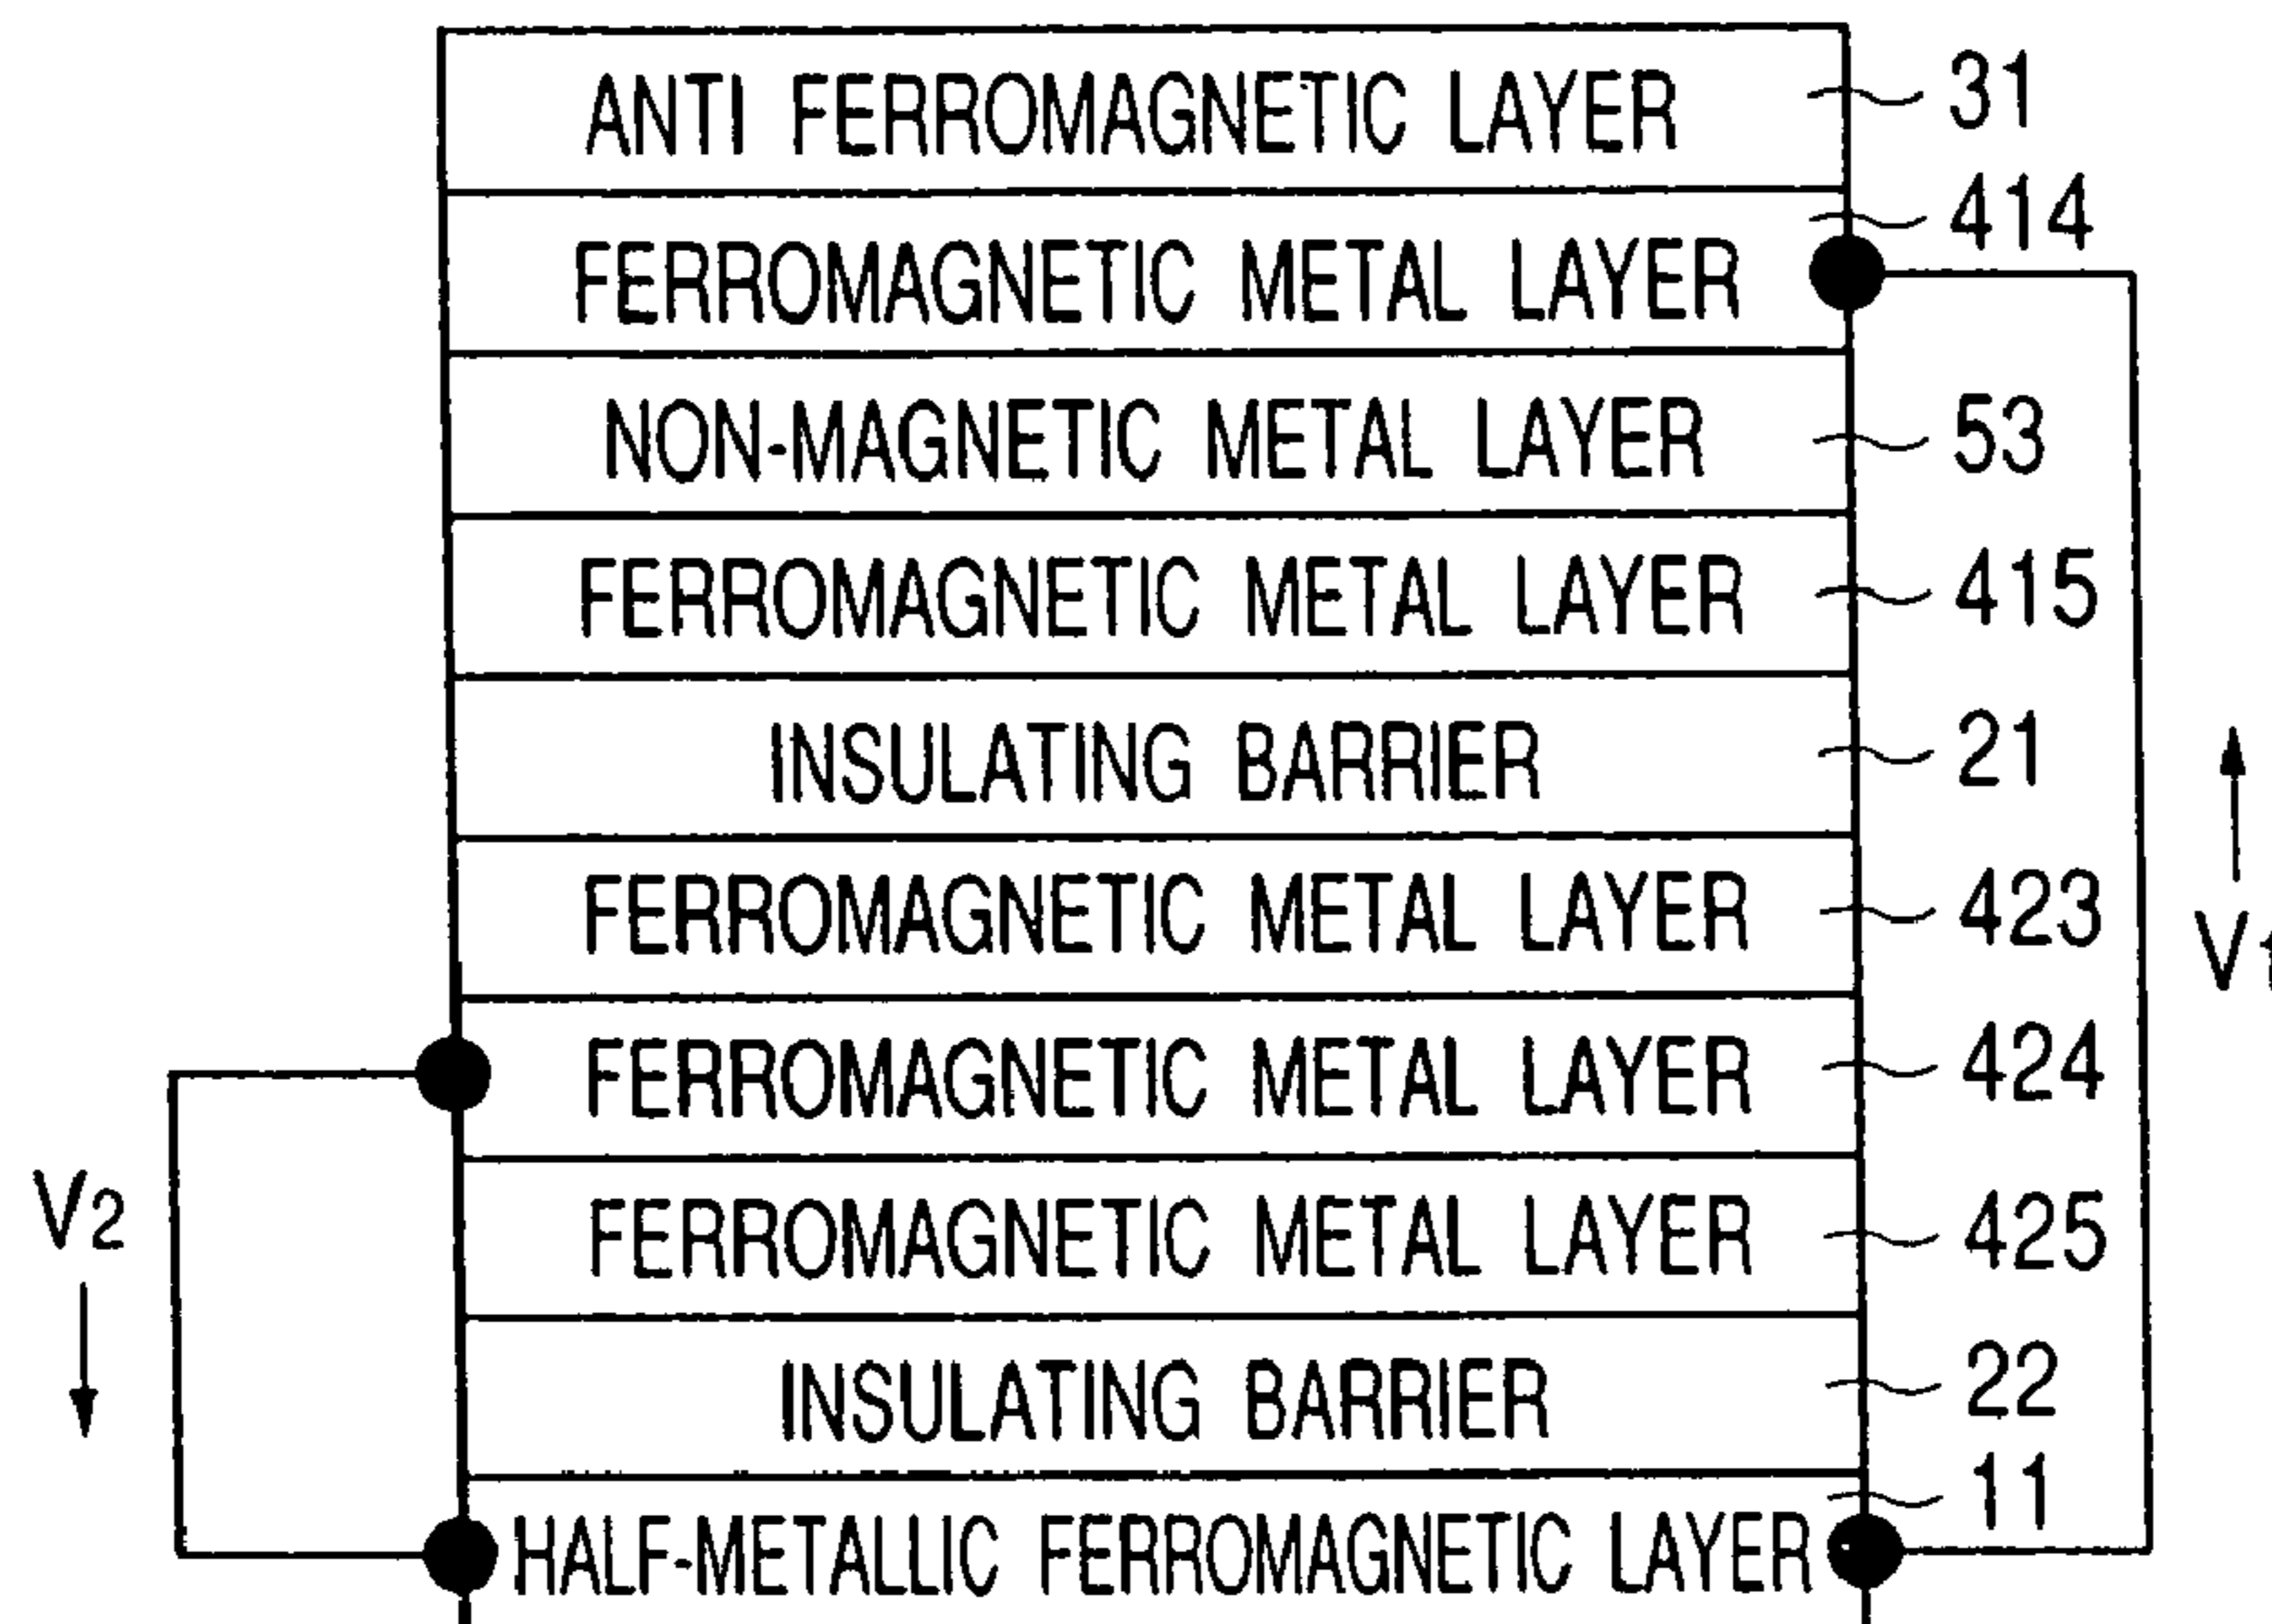 ANTI FERROMAGNETIC LAYER 31
414
FERROMAGNETIC METAL LAYER
NON-MAGNETIC METAL LAYER 53
FERROMAGNETIC METAL LAYER 415
INSULATING BARRIER 21
FERROMAGNETIC METAL LAYER 423
V1
FERROMAGNETIC METAL LAYER 424
V2
FERROMAGNETIC METAL LAYER 425
INSULATING BARRIER 22
11
HALF-METALLIC FERROMAGNETIC LAYER